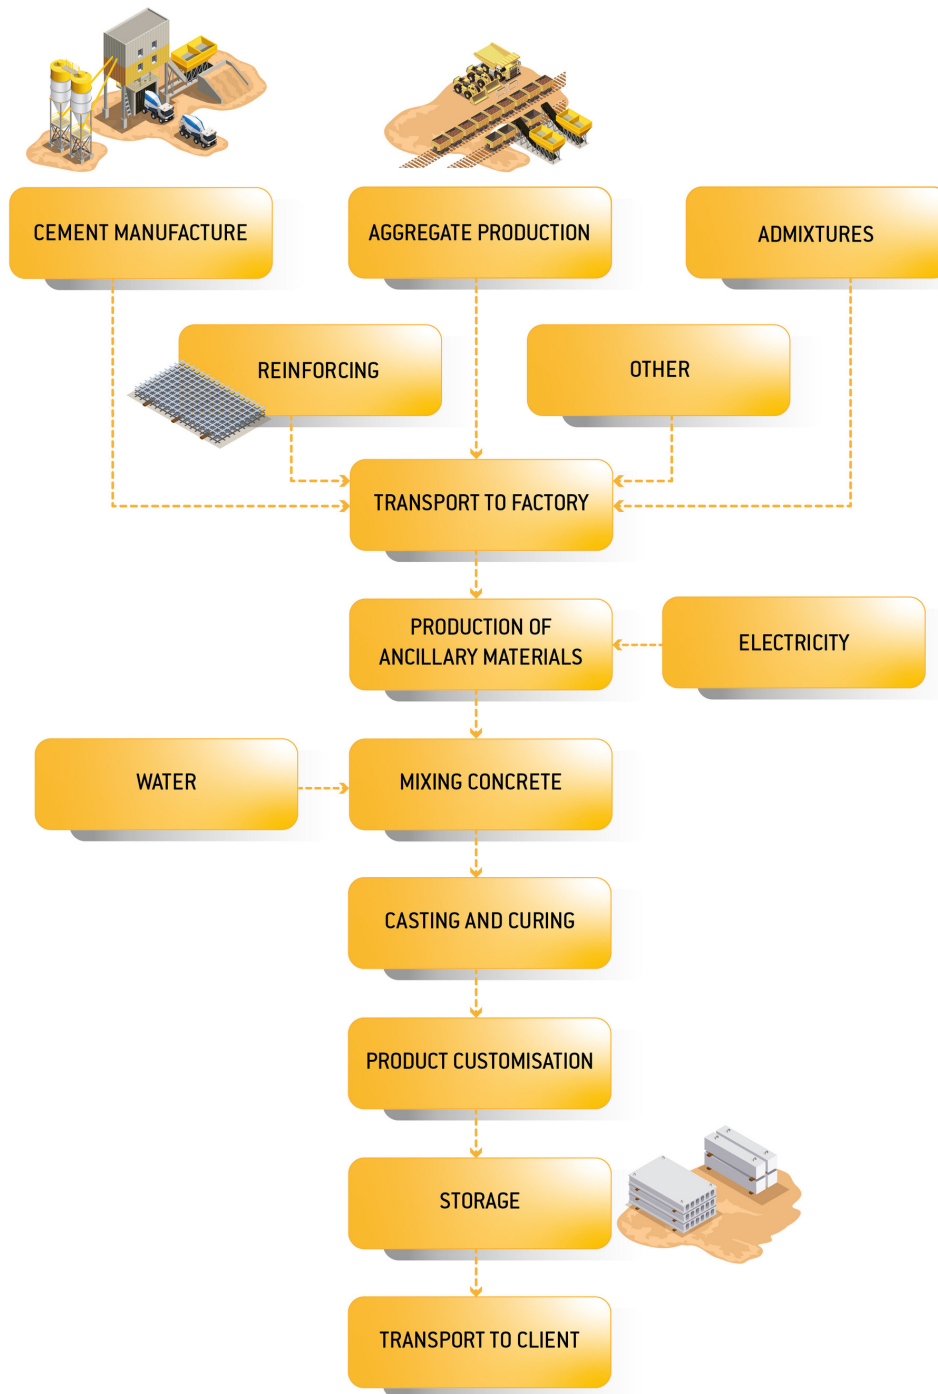 CEMENT MANUFACTURE
AGGREGATE PRODUCTION
ADMIXTURES
REINFORCING
OTHER
TRANSPORT TO FACTORY
PRODUCTION OF
ANCILLARY MATERIALS
ELECTRICITY
WATER
MIXING CONCRETE
CASTING AND CURING
PRODUCT CUSTOMISATION
STORAGE
TRANSPORT TO CLIENT